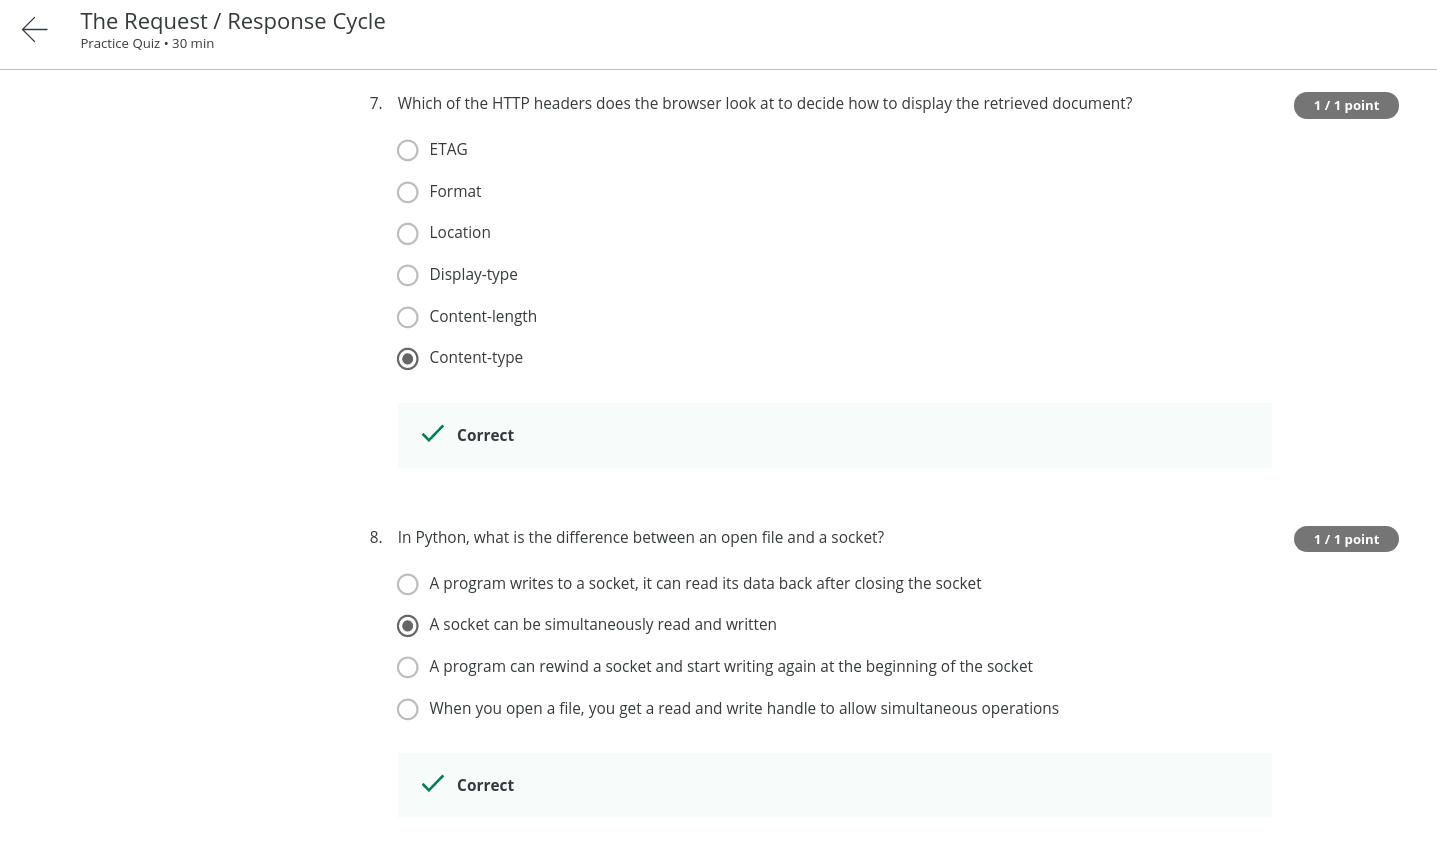 The Request / Response Cycle
Practice Quiz • 30 min
7. Which of the HTTP headers does the browser look at to decide how to display the retrieved document?
1 / 1 point
ETAG
Format
Location
Display-type
Content-length
Content-type
Correct
8. In Python, what is the difference between an open file and a socket?
1 / 1 point
A program writes to a socket, it can read its data back after closing the socket
A socket can be simultaneously read and written
A program can rewind a socket and start writing again at the beginning of the socket
When you open a file, you get a read and write handle to allow simultaneous operations
Correct